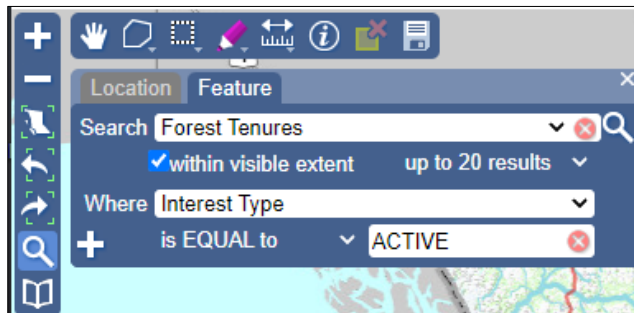 Location Feature
Search Forest Tenures
within visible extent up to 20 results
Where Interest Type
is EQUAL to ACTIVE